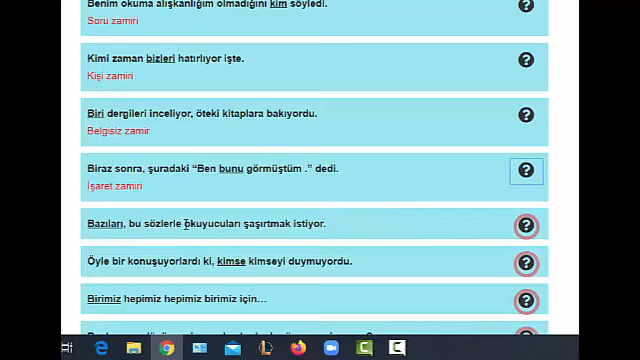 Benim okuma alışkanlığım olmadığını kim söyledi.
Soru zamiri
Kimi zaman bizleri hatırlıyor işte.
Kişi zamiri
Biri dergileri inceliyor, öteki kitaplara bakıyordu.
Belgisiz zamir
Biraz sonra, şuradaki “Ben bunu görmüştüm .” dedi.
İşaret zamiri
Bazıları, bu sözlerle okuyucuları şaşırtmak istiyor.
Öyle bir konuşuyorlardı ki, kimse kimseyi duymuyordu.
Birimiz hepimiz hepimiz birimiz için…